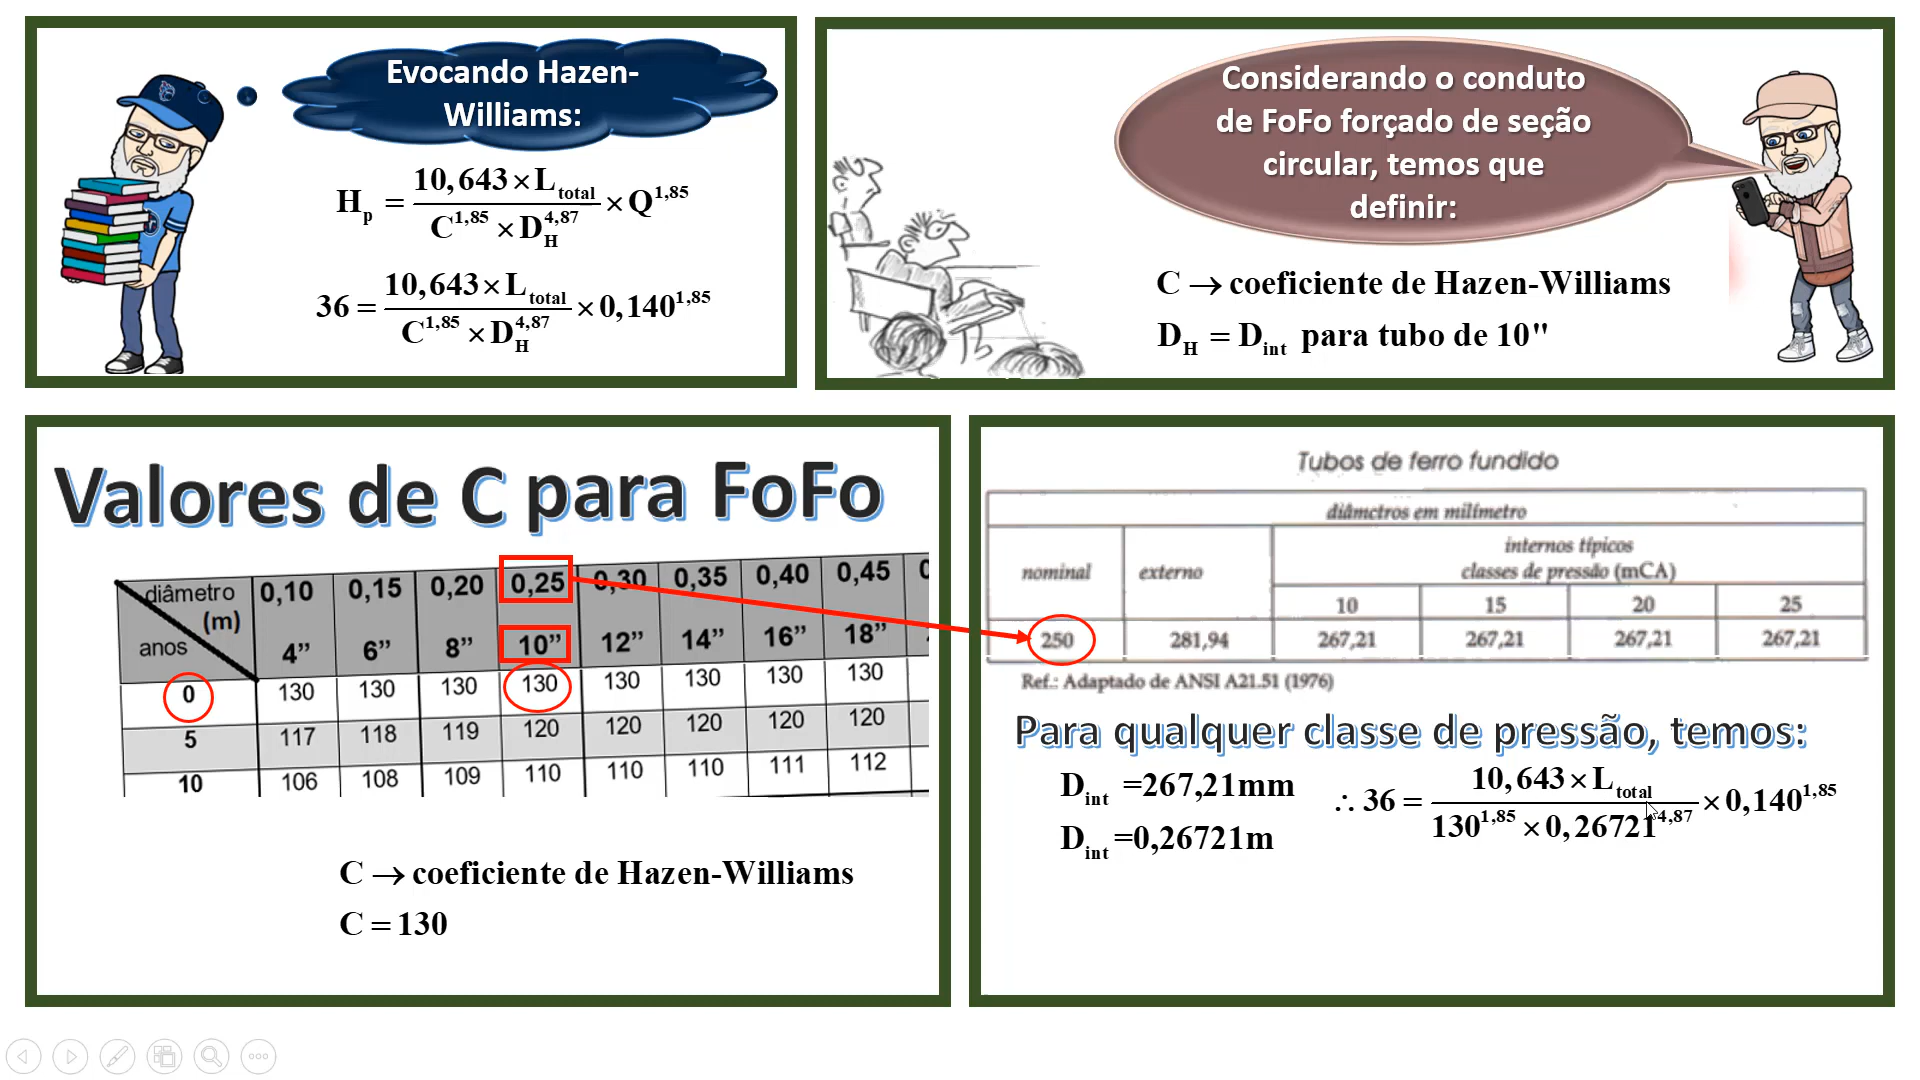 Evocando Hazen-
Williams:
H_p = (10,643 × L_total) / (C^1,85 × D_H^4,87) × Q^1,85
36 = (10,643 × L_total) / (C^1,85 × D_H^4,87) × 0,140^1,85
Considerando o conduto
de FoFo forçado de seção
circular, temos que
definir:
C → coeficiente de Hazen-Williams
D_H = D_int para tubo de 10"
Valores de C para FoFo
diâmetro (m) 0,10 0,15 0,20 0,25 0,30 0,35 0,40 0,45
anos 4” 6” 8” 10” 12” 14” 16” 18”
0 130 130 130 130 130 130 130 130
5 117 118 119 120 120 120 120 120
10 106 108 109 110 110 110 111 112
C → coeficiente de Hazen-Williams
C = 130
Tubos de ferro fundido
diâmetros em milímetro
nominal externo internos típicos
classes de pressão (mCA)
10 15 20 25
250 281,94 267,21 267,21 267,21 267,21
Ref.: Adaptado de ANSI A21.51 (1976)
Para qualquer classe de pressão, temos:
D_int =267,21mm
D_int =0,26721m
∴ 36 = (10,643 × L_total) / (130^1,85 × 0,26721^4,87) × 0,140^1,85